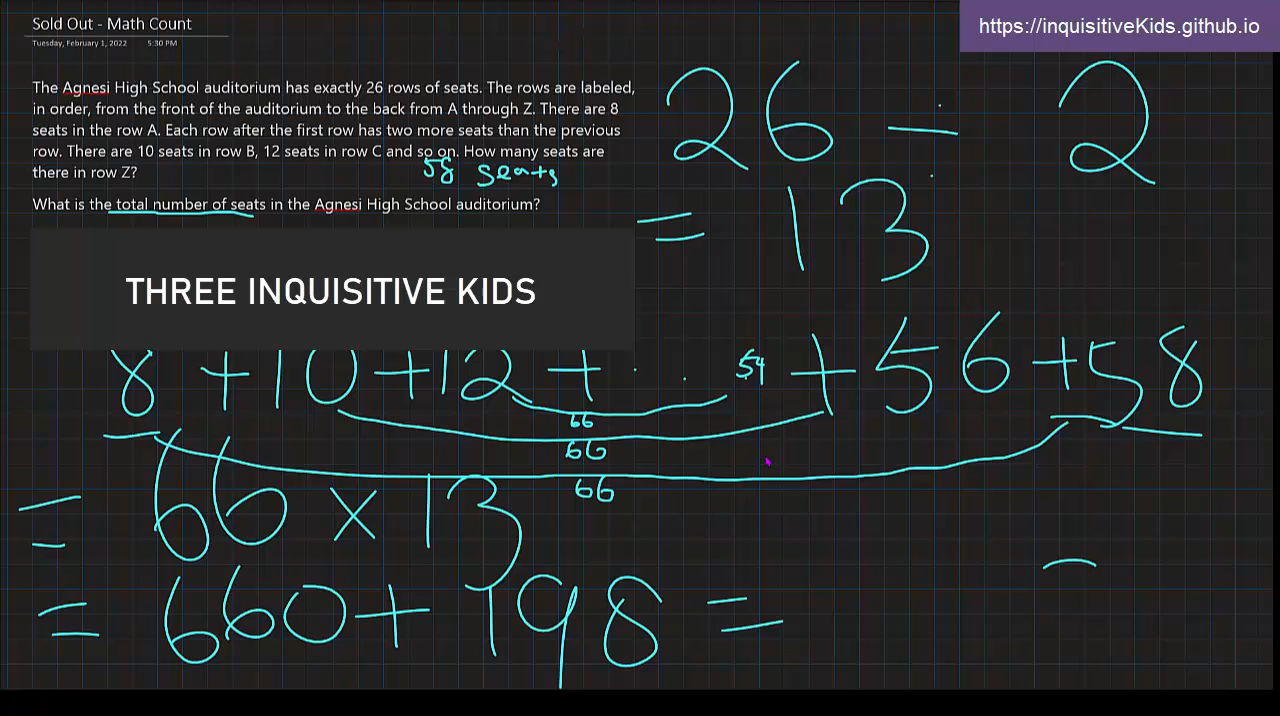 Sold Out - Math Count
Tuesday, February 1, 2022 5:30 PM
https://inquisitiveKids.github.io
The Agnesi High School auditorium has exactly 26 rows of seats. The rows are labeled,
in order, from the front of the auditorium to the back from A through Z. There are 8
seats in the row A. Each row after the first row has two more seats than the previous
row. There are 10 seats in row B, 12 seats in row C and so on. How many seats are
there in row Z?
58 seats
What is the total number of seats in the Agnesi High School auditorium?
26 ÷ 2
= 13
THREE INQUISITIVE KIDS
8 + 10 + 12 + . . 54 + 56 + 58
66
66
66
= 66 × 13
= 660 + 198 =